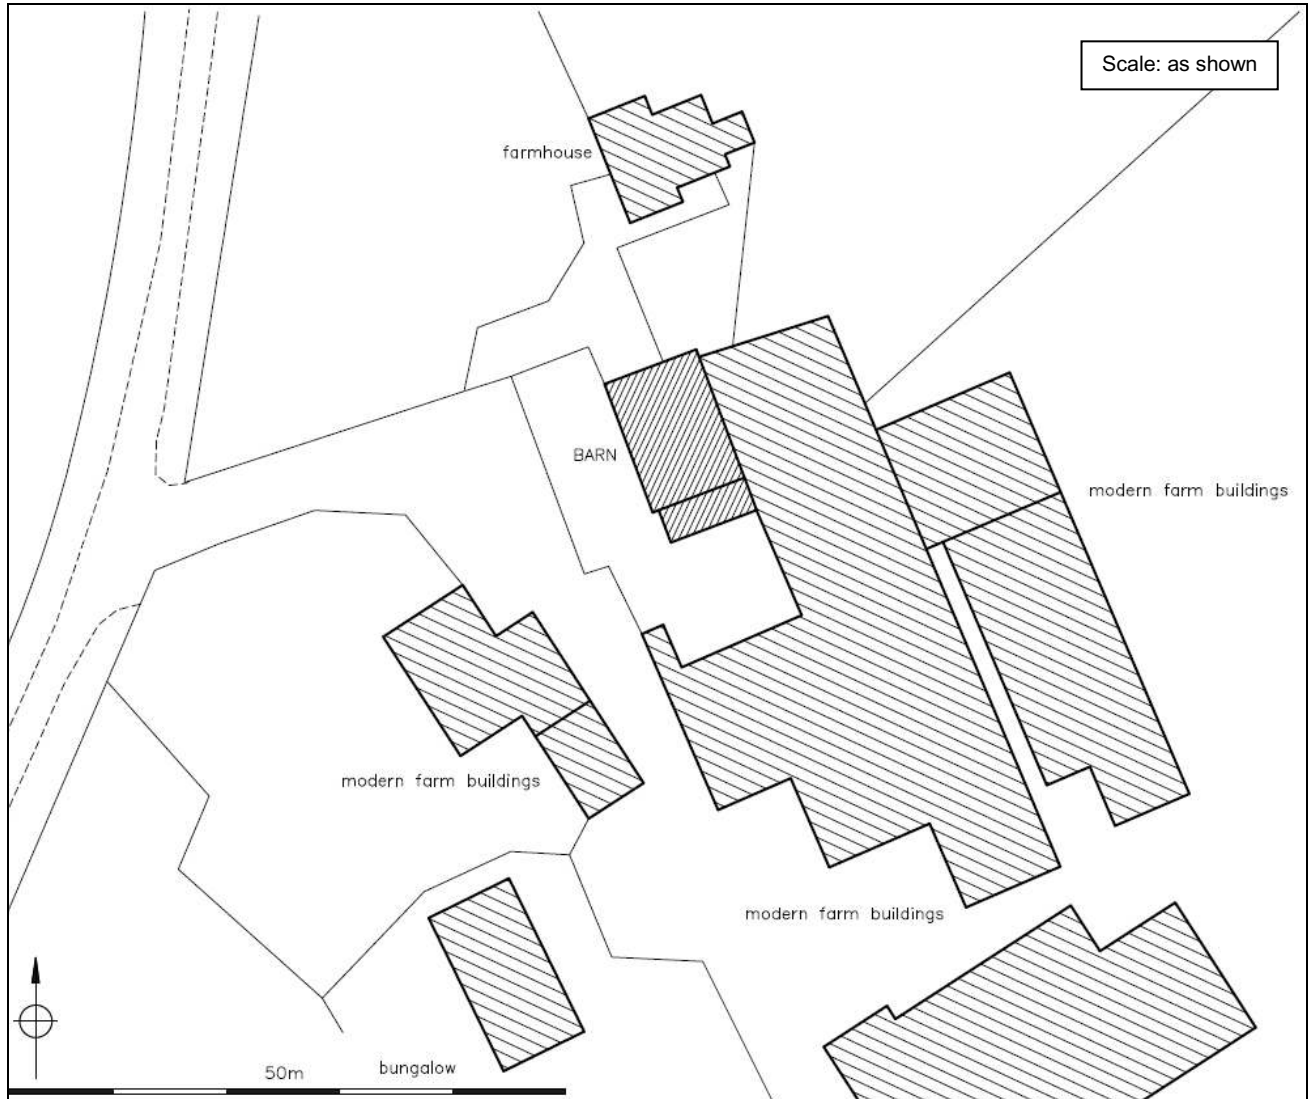 Scale: as shown
farmhouse
BARN
modern farm buildings
modern farm buildings
modern farm buildings
50m
bungalow